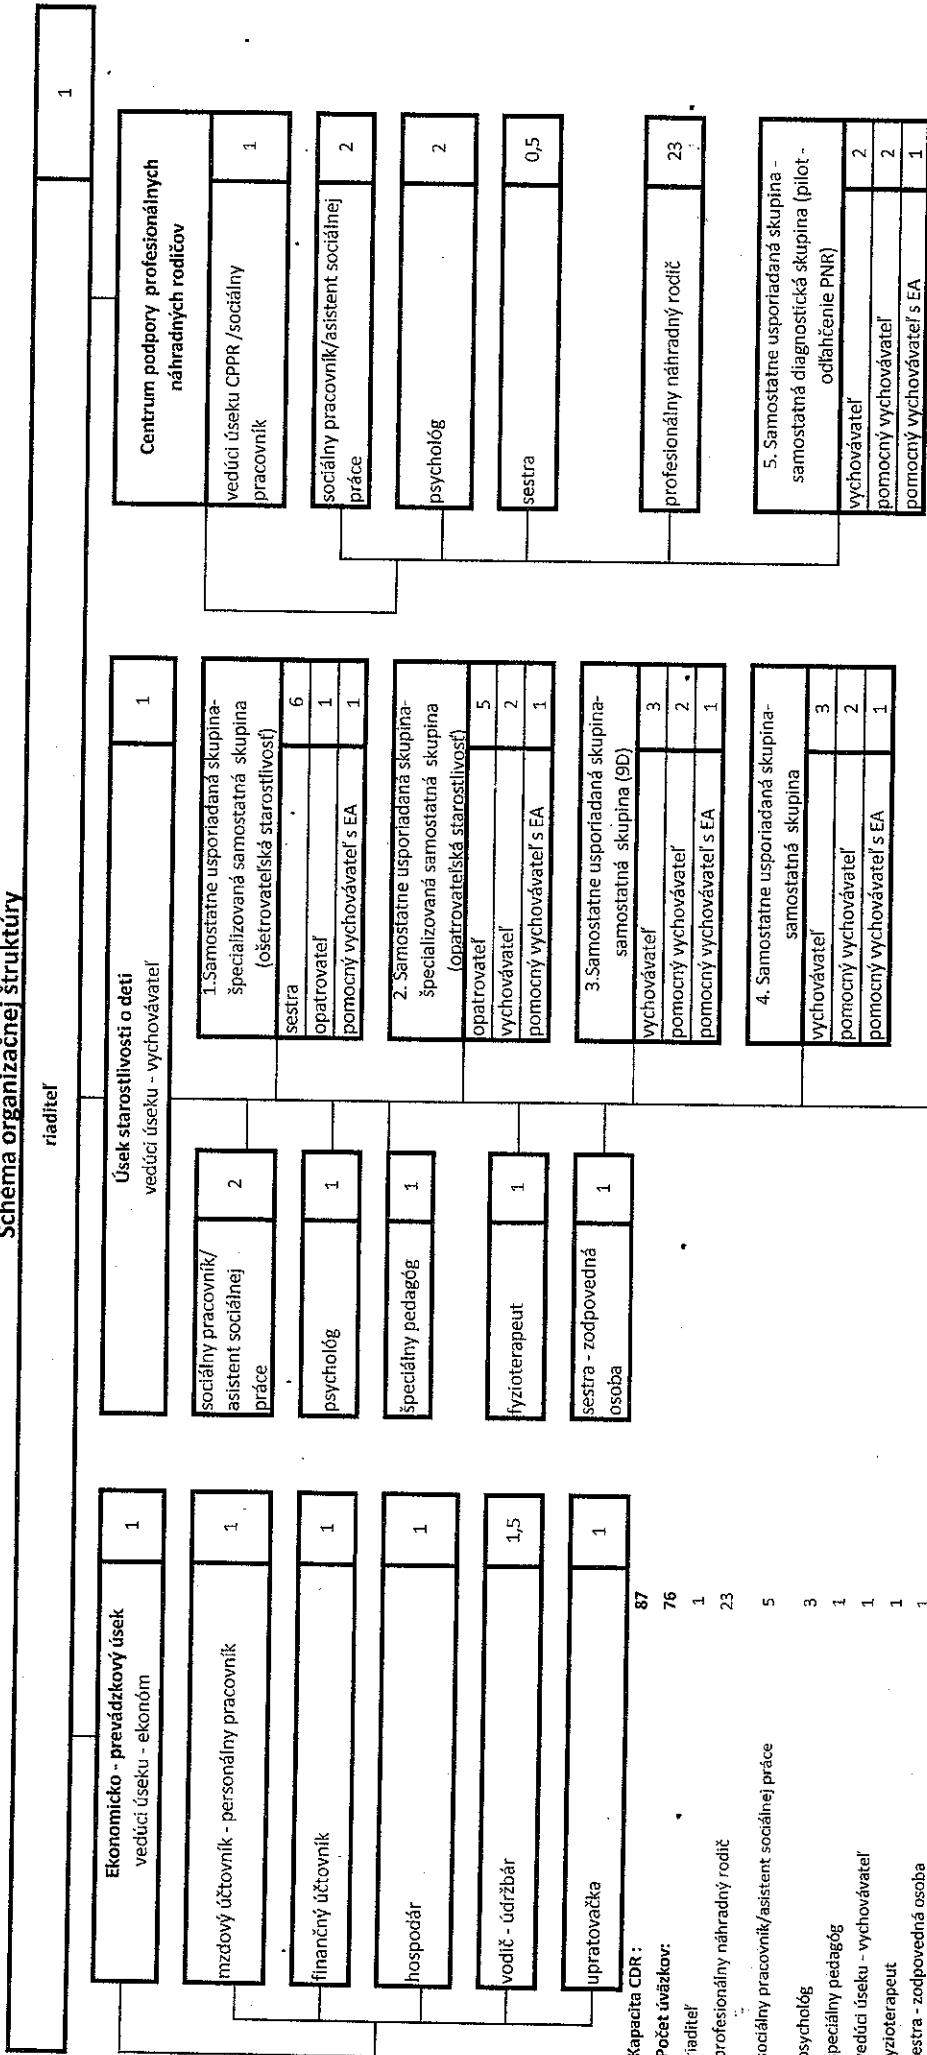 Schéma organizačnej štruktúry
riaditeľ 1
Ekonomicko - prevádzkový úsek
vedúci úseku - ekonóm 1
mzdový účtovník - personálny pracovník 1
finančný účtovník 1
hospodár 1
vodič - údržbár 1,5
upratovačka 1
Úsek starostlivosti o deti
vedúci úseku - vychovávateľ 1
sociálny pracovník/
asistent sociálnej
práce 2
psychológ 1
špeciálny pedagóg 1
fyzioterapeut 1
sestra - zodpovedná
osoba 1
1.Samostatne usporiadaná skupina-
špecializovaná samostatná skupina
(ošetrovateľská starostlivosť)
sestra 6
opatrovateľ 1
pomocný vychovávateľ s EA 1
2. Samostatne usporiadaná skupina-
špecializovaná samostatná skupina
(opatrovateľská starostlivosť)
opatrovateľ 5
vychovávateľ 2
pomocný vychovávateľ s EA 1
3.Samostatne usporiadaná skupina-
samostatná skupina (9D)
vychovávateľ 3
pomocný vychovávateľ 2
pomocný vychovávateľ s EA 1
4. Samostatne usporiadaná skupina-
samostatná skupina
vychovávateľ 3
pomocný vychovávateľ 2
pomocný vychovávateľ s EA 1
Centrum podpory profesionálnych
náhradných rodičov
vedúci úseku CPPR /sociálny
pracovník 1
sociálny pracovník/asistent sociálnej
práce 2
psychológ 2
sestra 0,5
profesionálny náhradný rodič 23
5. Samostatne usporiadaná skupina -
samostatná diagnostická skupina (pilot -
odľahčenie PNR)
vychovávateľ 2
pomocný vychovávateľ 2
pomocný vychovávateľ s EA 1
Kapacita CDR : 87
Počet úväzkov: 76
riaditeľ 1
profesionálny náhradný rodič 23
sociálny pracovník/asistent sociálnej práce 5
psychológ 3
peciálny pedagóg 1
vedúci úseku - vychovávateľ 1
yzioterapeut 1
estra - zodpovedná osoba 1